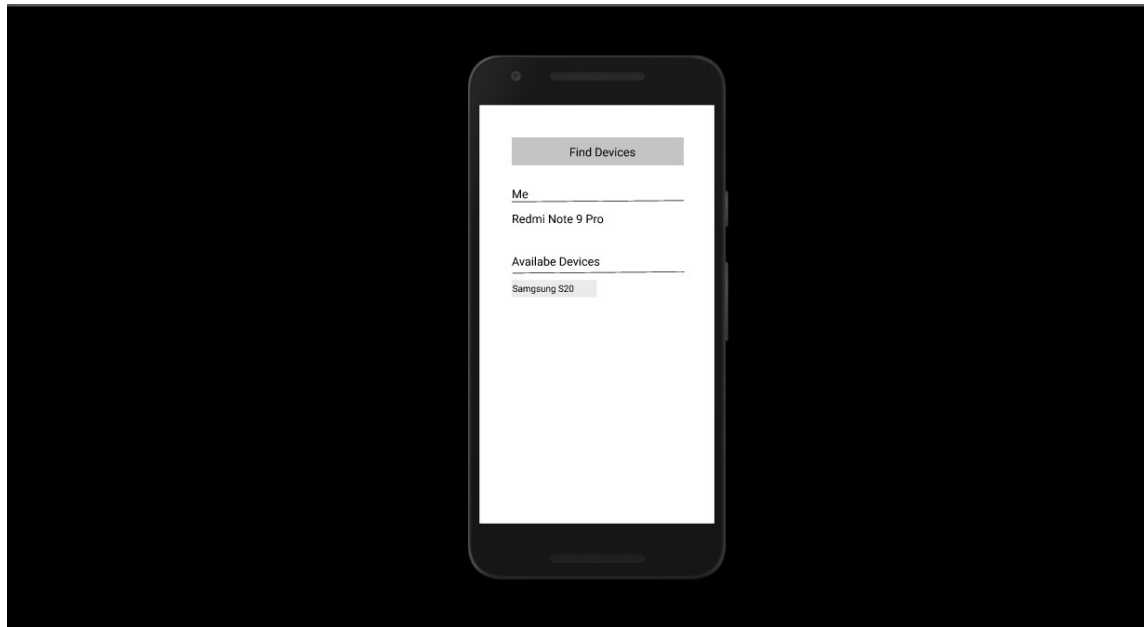 Find Devices
Me
Redmi Note 9 Pro
Availabe Devices
Samgsung S20